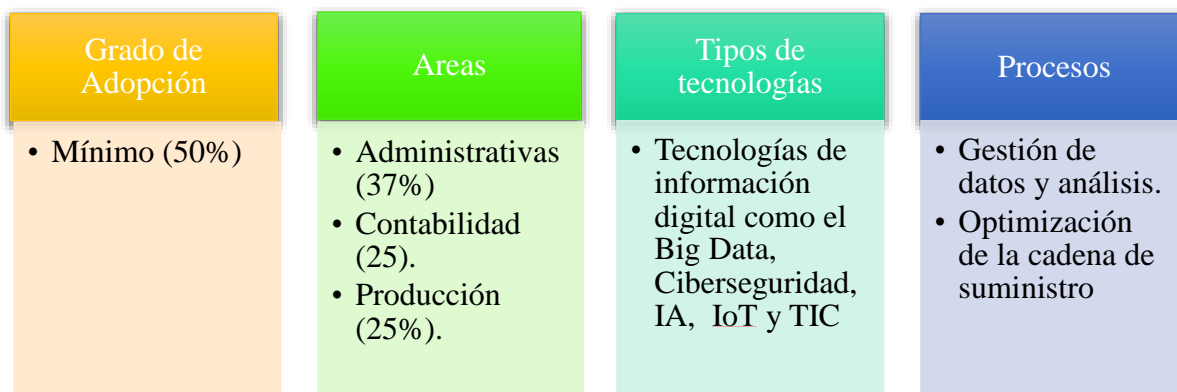 Grado de
Adopción
• Mínimo (50%)
Areas
• Administrativas
(37%)
• Contabilidad
(25).
• Producción
(25%).
Tipos de
tecnologías
• Tecnologías de
información
digital como el
Big Data,
Ciberseguridad,
IA, IoT y TIC
Procesos
• Gestión de
datos y análisis.
• Optimización
de la cadena de
suministro